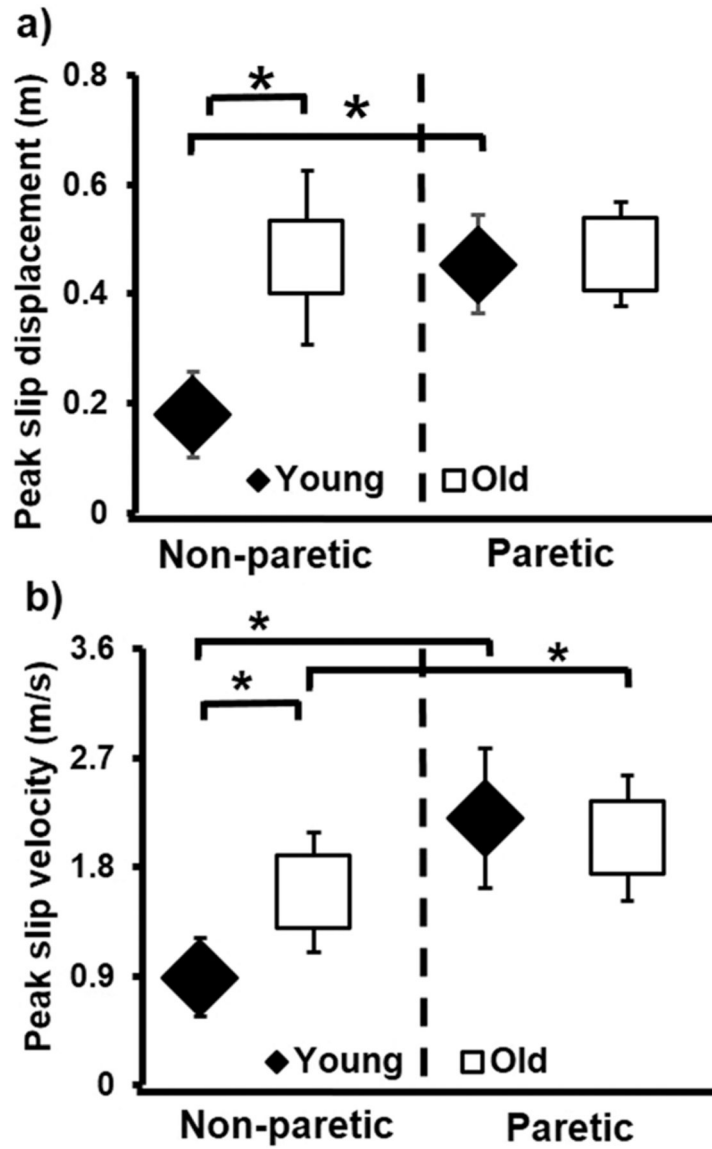 a)
Peak slip displacement (m)
0.8
0.6
0.4
0.2
0
*
*
Young
Old
Non-paretic
Paretic
b)
Peak slip velocity (m/s)
3.6
2.7
1.8
0.9
0
*
*
*
Young
Old
Non-paretic
Paretic